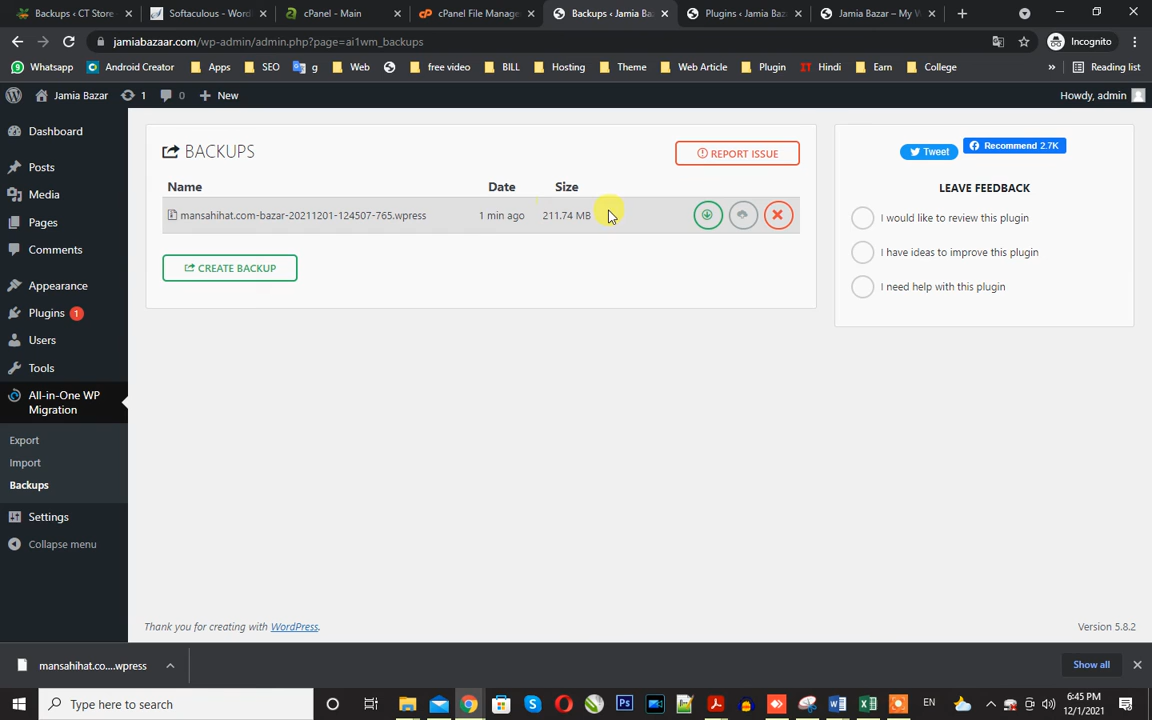 Backups ‹ CT Store
Softaculous - Word
cPanel - Main
cPanel File Manage
Backups ‹ Jamia Ba
Plugins ‹ Jamia Baz
Jamia Bazar – My W
jamiabazaar.com/wp-admin/admin.php?page=ai1wm_backups
Incognito
Whatsapp Android Creator Apps SEO g Web free video BILL Hosting Theme Web Article Plugin Hindi Earn College » Reading list
Jamia Bazar 1 0 + New Howdy, admin
Dashboard
Posts
Media
Pages
Comments
Appearance
Plugins 1
Users
Tools
All-in-One WP
Migration
Export
Import
Backups
Settings
Collapse menu
BACKUPS
REPORT ISSUE
Name Date Size
mansahihat.com-bazar-20211201-124507-765.wpress 1 min ago 211.74 MB
CREATE BACKUP
Tweet
Recommend 2.7K
LEAVE FEEDBACK
I would like to review this plugin
I have ideas to improve this plugin
I need help with this plugin
Thank you for creating with WordPress.
Version 5.8.2
mansahihat.co....wpress
Show all
Type here to search
EN
6:45 PM
12/1/2021